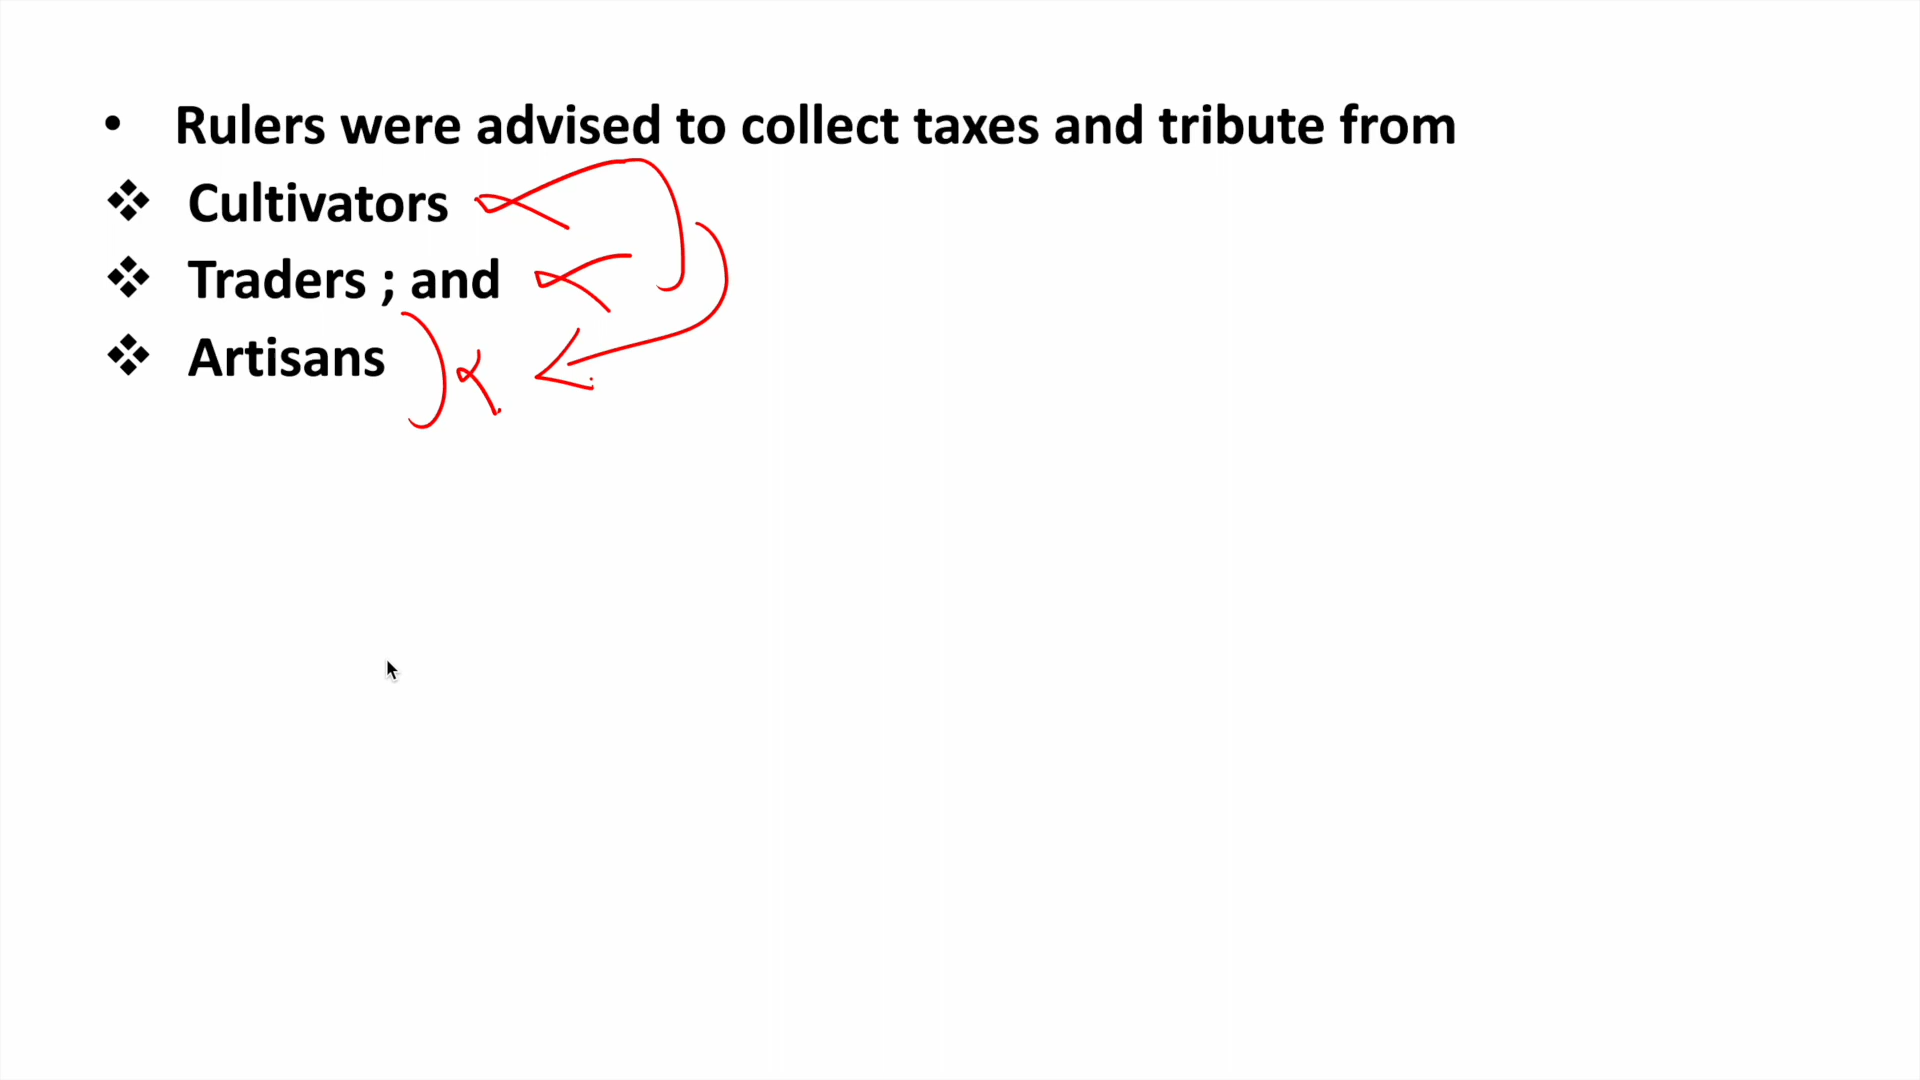 • Rulers were advised to collect taxes and tribute from
❖ Cultivators
❖ Traders ; and
❖ Artisans